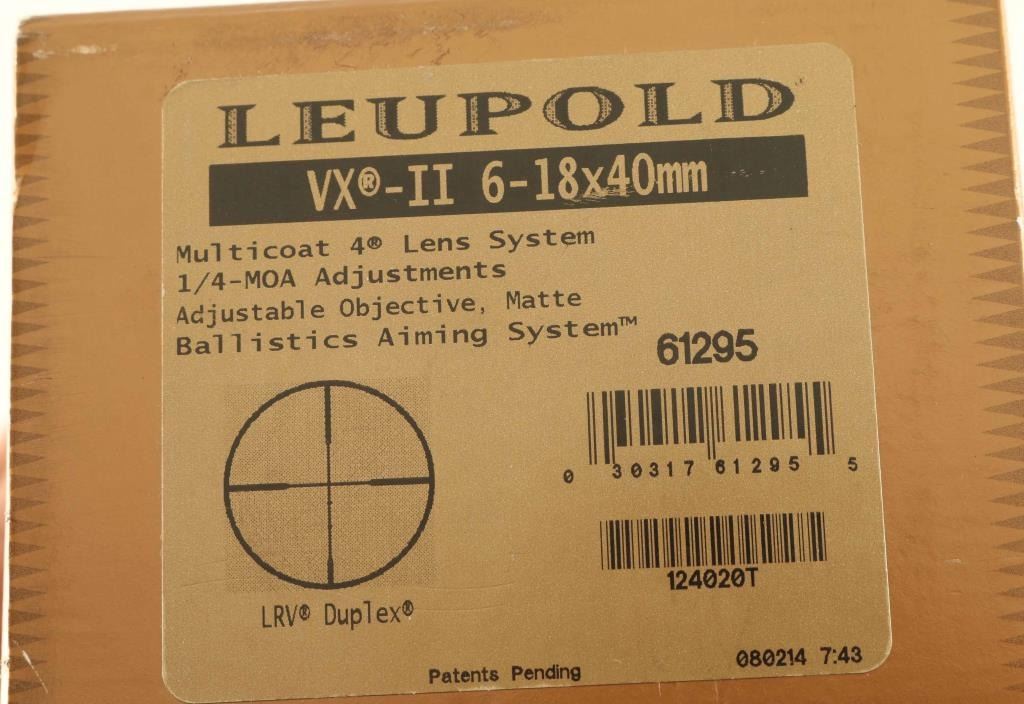 LEUPOLD
VX®-II 6-18x40mm
Multicoat 4® Lens System
1/4-MOA Adjustments
Adjustable Objective, Matte
Ballistics Aiming System™
61295
0 30317 61295 5
124020T
LRV® Duplex®
Patents Pending
080214 7:43